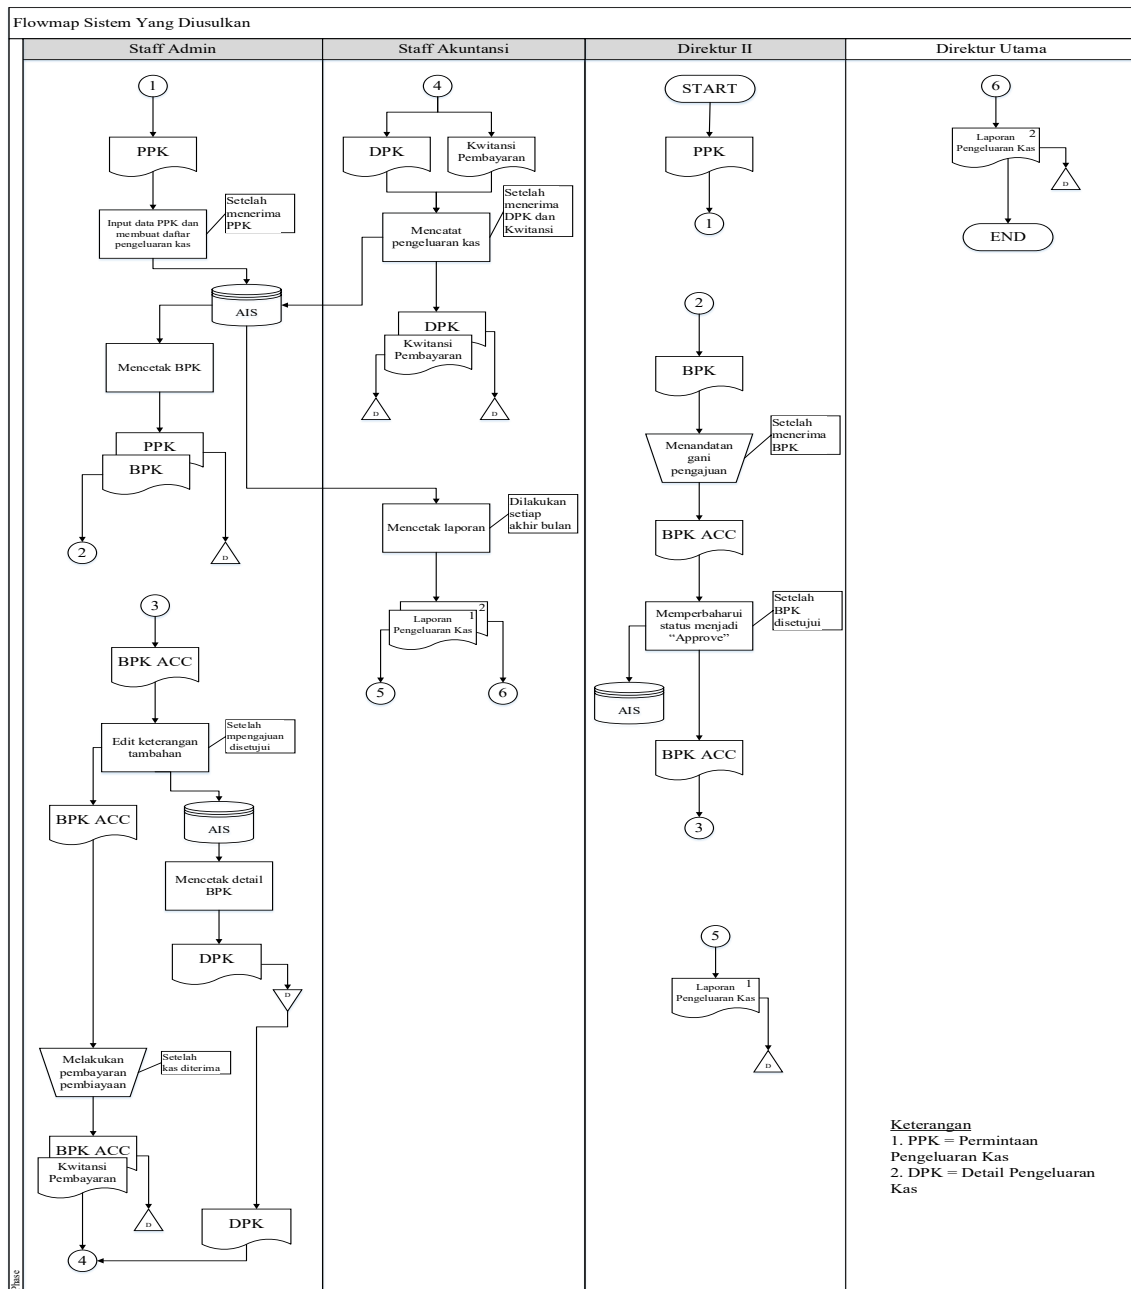 Flowmap Sistem Yang Diusulkan
Staff Admin
Staff Akuntansi
Direktur II
Direktur Utama
1
PPK
Input data PPK dan
membuat daftar
pengeluaran kas
Setelah
menerima
PPK
AIS
Mencetak BPK
PPK
BPK
2
D
3
BPK ACC
Edit keterangan
tambahan
Setelah
mpengajuan
disetujui
BPK ACC
AIS
Mencetak detail
BPK
DPK
D
Melakukan
pembayaran
pembiayaan
Setelah
kas diterima
BPK ACC
Kwitansi
Pembayaran
D
DPK
4
4
DPK
Kwitansi
Pembayaran
Mencatat
pengeluaran kas
Setelah
menerima
DPK dan
Kwitansi
DPK
Kwitansi
Pembayaran
D
D
Mencetak laporan
Dilakukan
setiap
akhir bulan
2
Laporan 1
Pengeluaran Kas
5
6
START
PPK
1
2
BPK
Menandatan
gani
pengajuan
Setelah
menerima
BPK
BPK ACC
Memperbaharui
status menjadi
“Approve”
Setelah
BPK
disetujui
AIS
BPK ACC
3
5
Laporan 1
Pengeluaran Kas
D
6
Laporan 2
Pengeluaran Kas
D
END
Keterangan
1. PPK = Permintaan
Pengeluaran Kas
2. DPK = Detail Pengeluaran
Kas
Phase